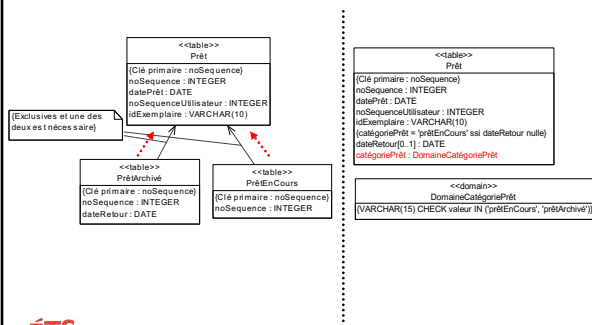 <<table>>
Prêt
{Clé primaire : noSequence}
noSequence : INTEGER
datePrêt : DATE
noSequenceUtilisateur : INTEGER
idExemplaire : VARCHAR(10)
{Exclusives et une des
deux est nécessaire}
<<table>>
PrêtArchivé
{Clé primaire : noSequence}
noSequence : INTEGER
dateRetour : DATE
<<table>>
PrêtEnCours
{Clé primaire : noSequence}
noSequence : INTEGER
<<table>>
Prêt
{Clé primaire : noSequence}
noSequence : INTEGER
datePrêt : DATE
noSequenceUtilisateur : INTEGER
idExemplaire : VARCHAR(10)
{catégoriePrêt = 'prêtEnCours' ssi dateRetour nulle}
dateRetour[0..1] : DATE
catégoriePrêt : DomaineCatégoriePrêt
<<domain>>
DomaineCatégoriePrêt
{VARCHAR(15) CHECK valeur IN ('prêtEnCours', 'prêtArchivé')}